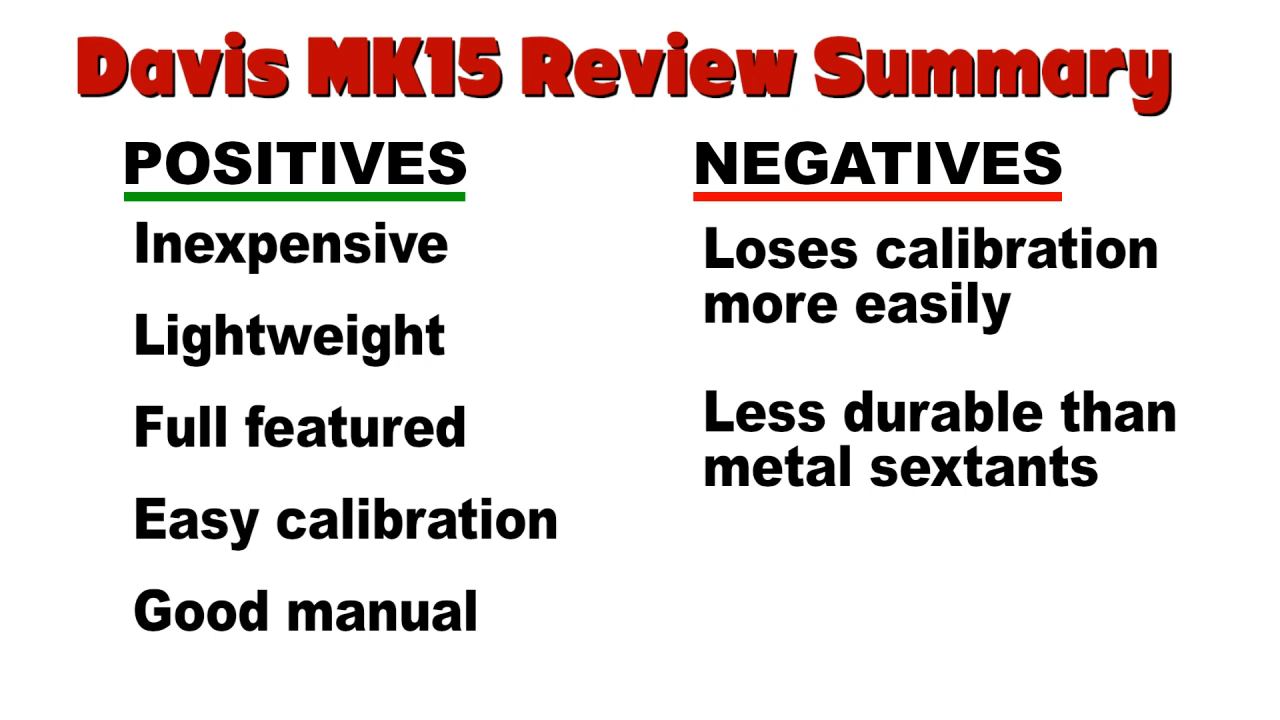 Davis MK15 Review Summary
POSITIVES
Inexpensive
Lightweight
Full featured
Easy calibration
Good manual
NEGATIVES
Loses calibration
more easily
Less durable than
metal sextants